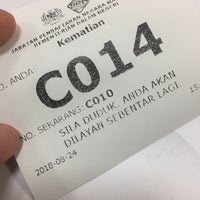 JABATAN PENDAFTARAN NEGARA
KEMENTERIAN DALAM NEGERI
Kematian
ANDA:
C014
NO. SEKARANG: C010
SILA DUDUK. ANDA AKAN
DILAYAN SEBENTAR LAGI.
2018-08-24